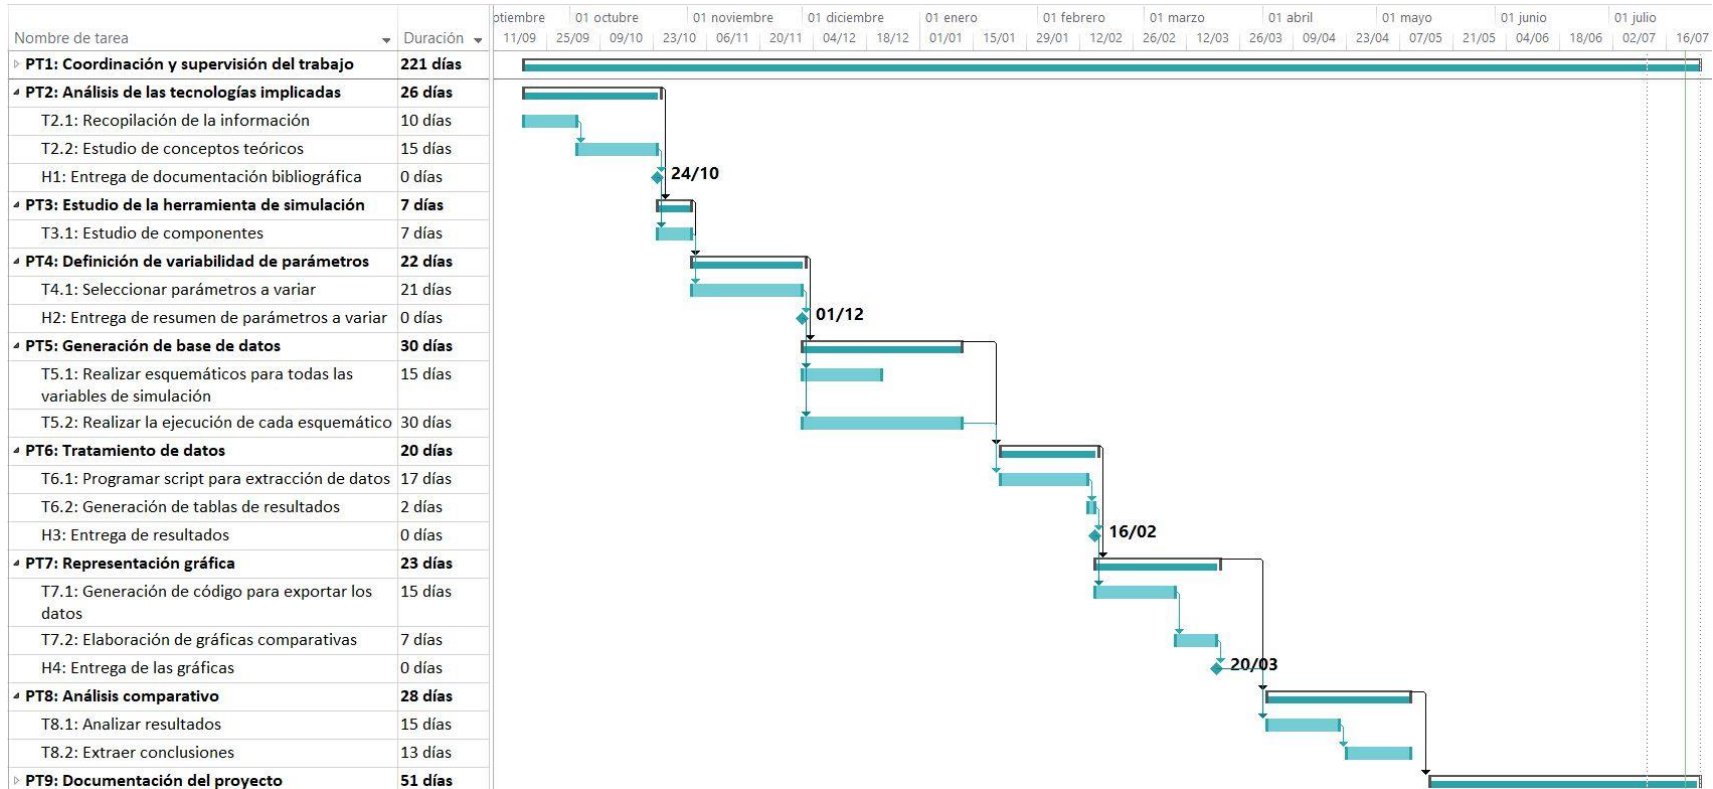 ptiembre 01 octubre 01 noviembre 01 diciembre 01 enero 01 febrero 01 marzo 01 abril 01 mayo 01 junio 01 julio
Nombre de tarea Duración 11/09 25/09 09/10 23/10 06/11 20/11 04/12 18/12 01/01 15/01 29/01 12/02 26/02 12/03 26/03 09/04 23/04 07/05 21/05 04/06 18/06 02/07 16/07
PT1: Coordinación y supervisión del trabajo 221 días
PT2: Análisis de las tecnologías implicadas 26 días
T2.1: Recopilación de la información 10 días
T2.2: Estudio de conceptos teóricos 15 días
H1: Entrega de documentación bibliográfica 0 días 24/10
PT3: Estudio de la herramienta de simulación 7 días
T3.1: Estudio de componentes 7 días
PT4: Definición de variabilidad de parámetros 22 días
T4.1: Seleccionar parámetros a variar 21 días
H2: Entrega de resumen de parámetros a variar 0 días 01/12
PT5: Generación de base de datos 30 días
T5.1: Realizar esquemáticos para todas las 15 días
variables de simulación
T5.2: Realizar la ejecución de cada esquemático 30 días
PT6: Tratamiento de datos 20 días
T6.1: Programar script para extracción de datos 17 días
T6.2: Generación de tablas de resultados 2 días
H3: Entrega de resultados 0 días 16/02
PT7: Representación gráfica 23 días
T7.1: Generación de código para exportar los 15 días
datos
T7.2: Elaboración de gráficas comparativas 7 días
H4: Entrega de las gráficas 0 días 20/03
PT8: Análisis comparativo 28 días
T8.1: Analizar resultados 15 días
T8.2: Extraer conclusiones 13 días
PT9: Documentación del proyecto 51 días